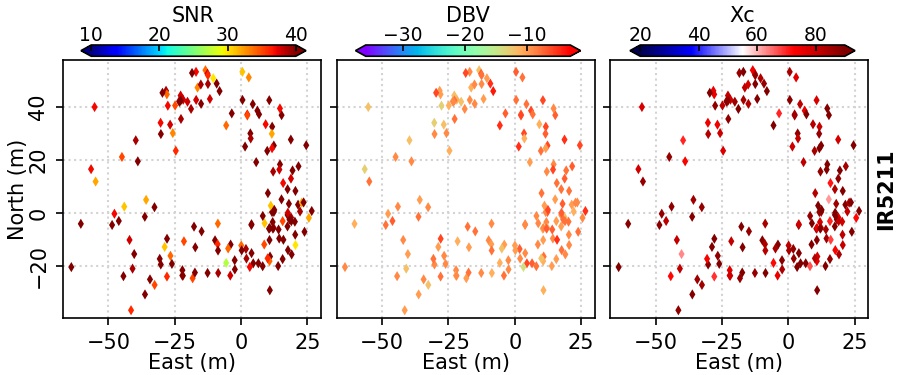 SNR DBV Xc
10 20 30 40 −30 −20 −10 20 40 60 80
North (m)
40
20
0
−20
IR5211
−50 −25 0 25 −50 −25 0 25 −50 −25 0 25
East (m) East (m) East (m)